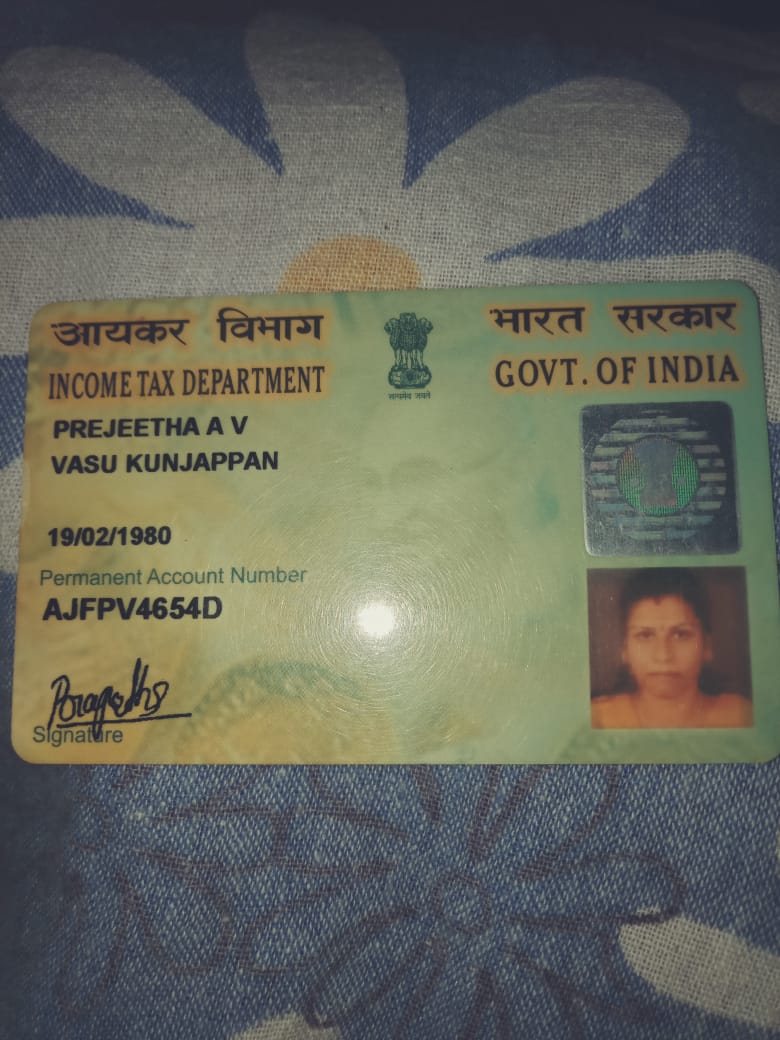 आयकर विभाग
INCOME TAX DEPARTMENT
सत्यमेव जयते
भारत सरकार
GOVT. OF INDIA
PREJEETHA A V
VASU KUNJAPPAN
19/02/1980
Permanent Account Number
AJFPV4654D
Signature